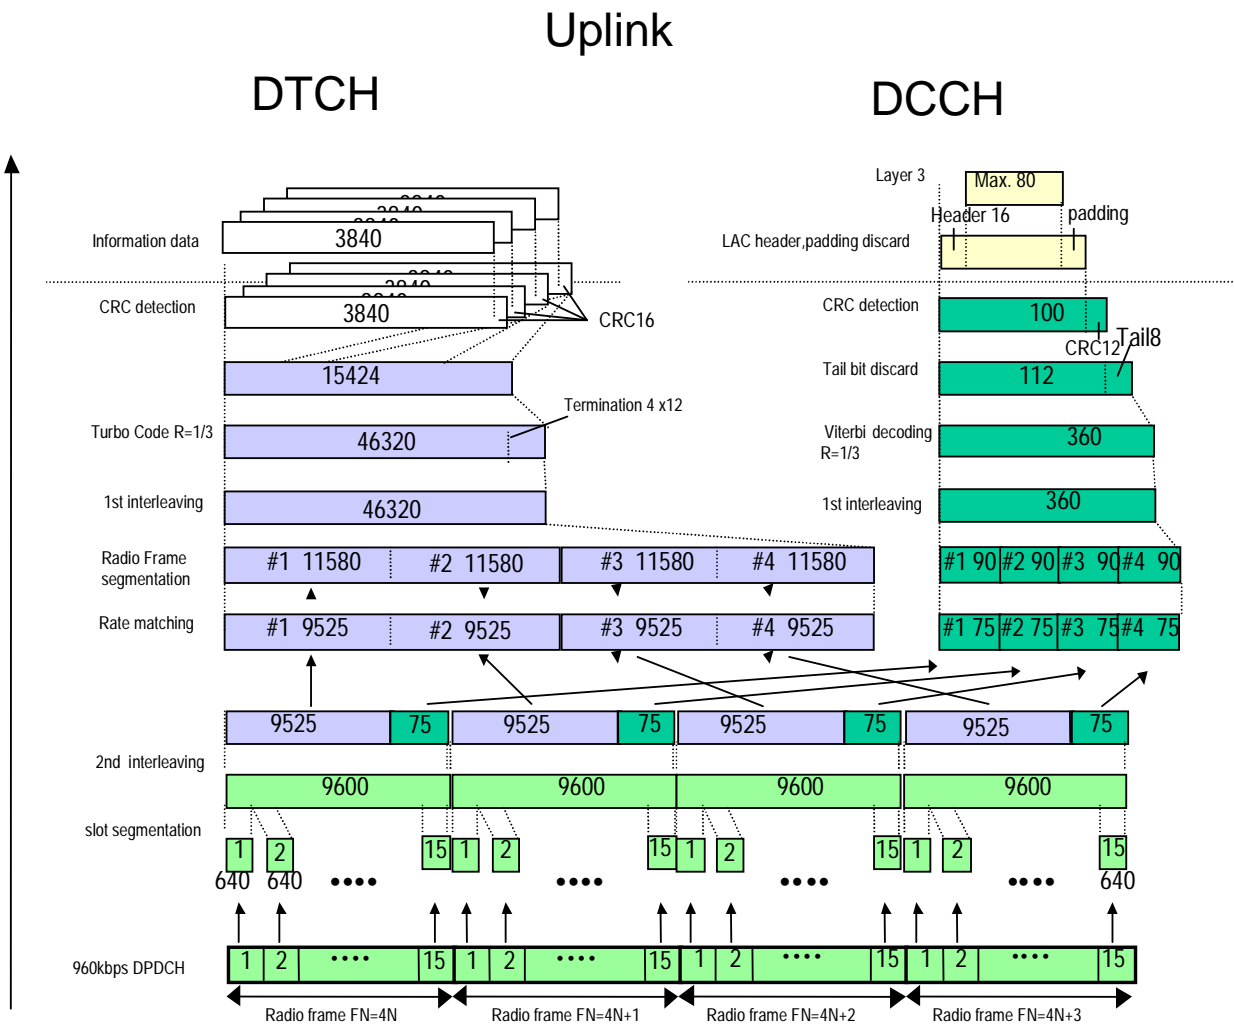 Uplink
DTCH
DCCH
Layer 3
Max. 80
Header 16
padding
Information data
3840
LAC header,padding discard
CRC detection
3840
CRC16
CRC detection
100
CRC12
Tail8
15424
Tail bit discard
112
Termination 4 x12
Turbo Code R=1/3
46320
Viterbi decoding
R=1/3
360
1st interleaving
46320
1st interleaving
360
Radio Frame
segmentation
#1 11580
#2 11580
#3 11580
#4 11580
#1 90
#2 90
#3 90
#4 90
Rate matching
#1 9525
#2 9525
#3 9525
#4 9525
#1 75
#2 75
#3 75
#4 75
9525
75
9525
75
9525
75
9525
75
2nd interleaving
9600
9600
9600
9600
slot segmentation
1
2
15
1
2
15
1
2
15
1
2
15
640
640
••••
••••
••••
••••
640
960kbps DPDCH
1
2
••••
15
1
2
••••
15
1
2
••••
15
1
2
••••
15
Radio frame FN=4N
Radio frame FN=4N+1
Radio frame FN=4N+2
Radio frame FN=4N+3